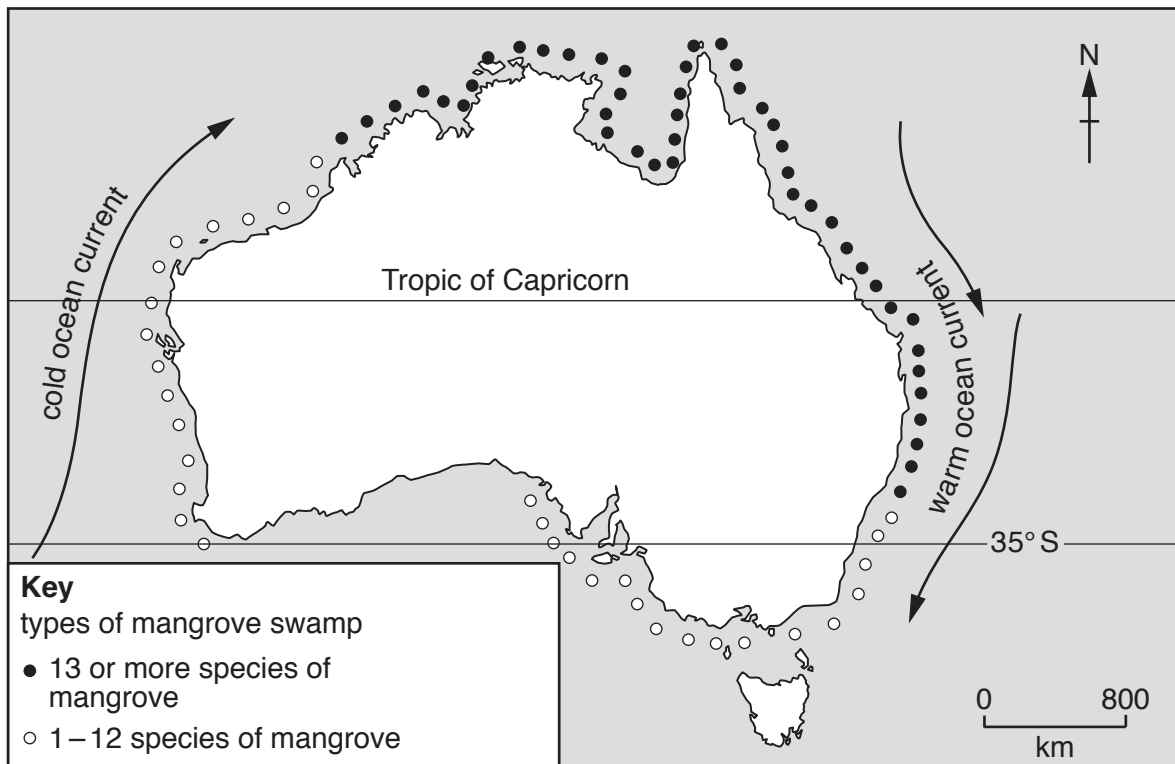 N
cold ocean current
Tropic of Capricorn
warm ocean current
35° S
Key
types of mangrove swamp
13 or more species of
mangrove
1–12 species of mangrove
0 800
km